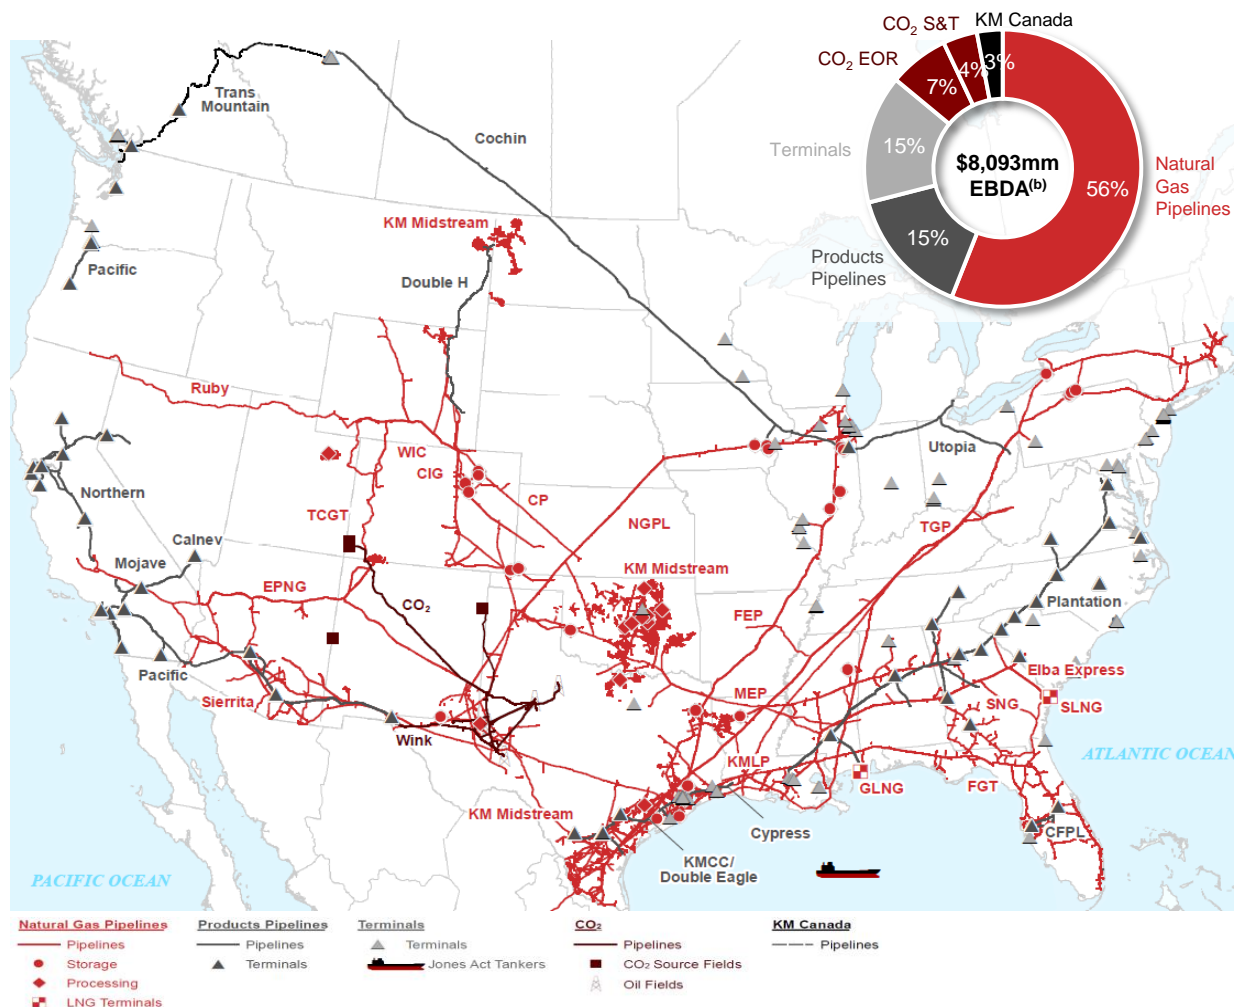 CO2 S&T
KM Canada
CO2 EOR
7%
4%
3%
Terminals
15%
$8,093mm
EBDA(b)
56%
Natural
Gas
Pipelines
15%
Products
Pipelines
Trans
Mountain
Cochin
KM Midstream
Pacific
Double H
Ruby
WIC
CIG
CP
Utopia
Northern
TCGT
NGPL
TGP
Calnev
Mojave
EPNG
KM Midstream
CO2
FEP
Plantation
Pacific
Sierrita
MEP
Elba Express
SNG
SLNG
Wink
KMLP
ATLANTIC OCEAN
GLNG
FGT
KM Midstream
Cypress
CFPL
KMCC/
Double Eagle
PACIFIC OCEAN
Natural Gas Pipelines
Pipelines
Storage
Processing
LNG Terminals
Products Pipelines
Pipelines
Terminals
Terminals
Terminals
Jones Act Tankers
CO2
Pipelines
CO2 Source Fields
Oil Fields
KM Canada
Pipelines